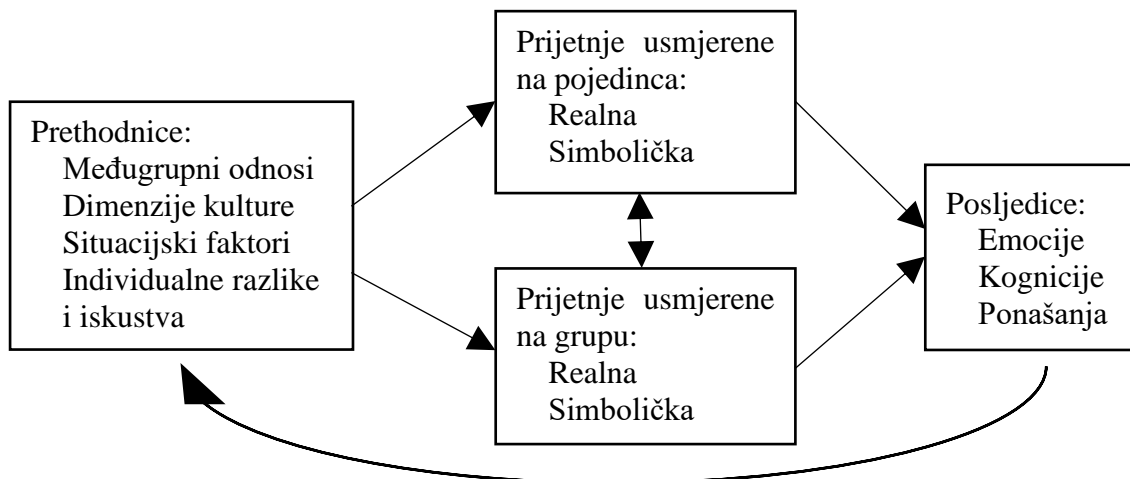 Prethodnice:
Međugrupni odnosi
Dimenzije kulture
Situacijski faktori
Individualne razlike
i iskustva
Prijetnje usmjerene
na pojedinca:
Realna
Simbolička
Prijetnje usmjerene
na grupu:
Realna
Simbolička
Posljedice:
Emocije
Kognicije
Ponašanja